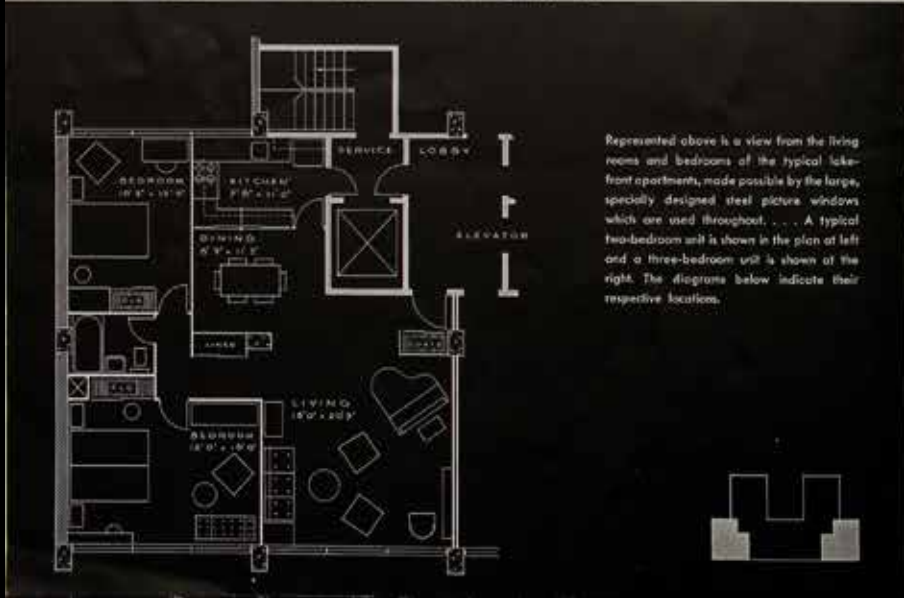 SERVICE LOBBY
BEDROOM
KITCHEN
DINING
ELEVATOR
LINEN
LIVING
BEDROOM
Represented above is a view from the living
rooms and bedrooms of the typical lake-
front apartments, made possible by the large,
specially designed steel picture windows
which are used throughout. . . . . A typical
two-bedroom unit is shown in the plan at left
and a three-bedroom unit is shown at the
right. The diagrams below indicate their
respective locations.